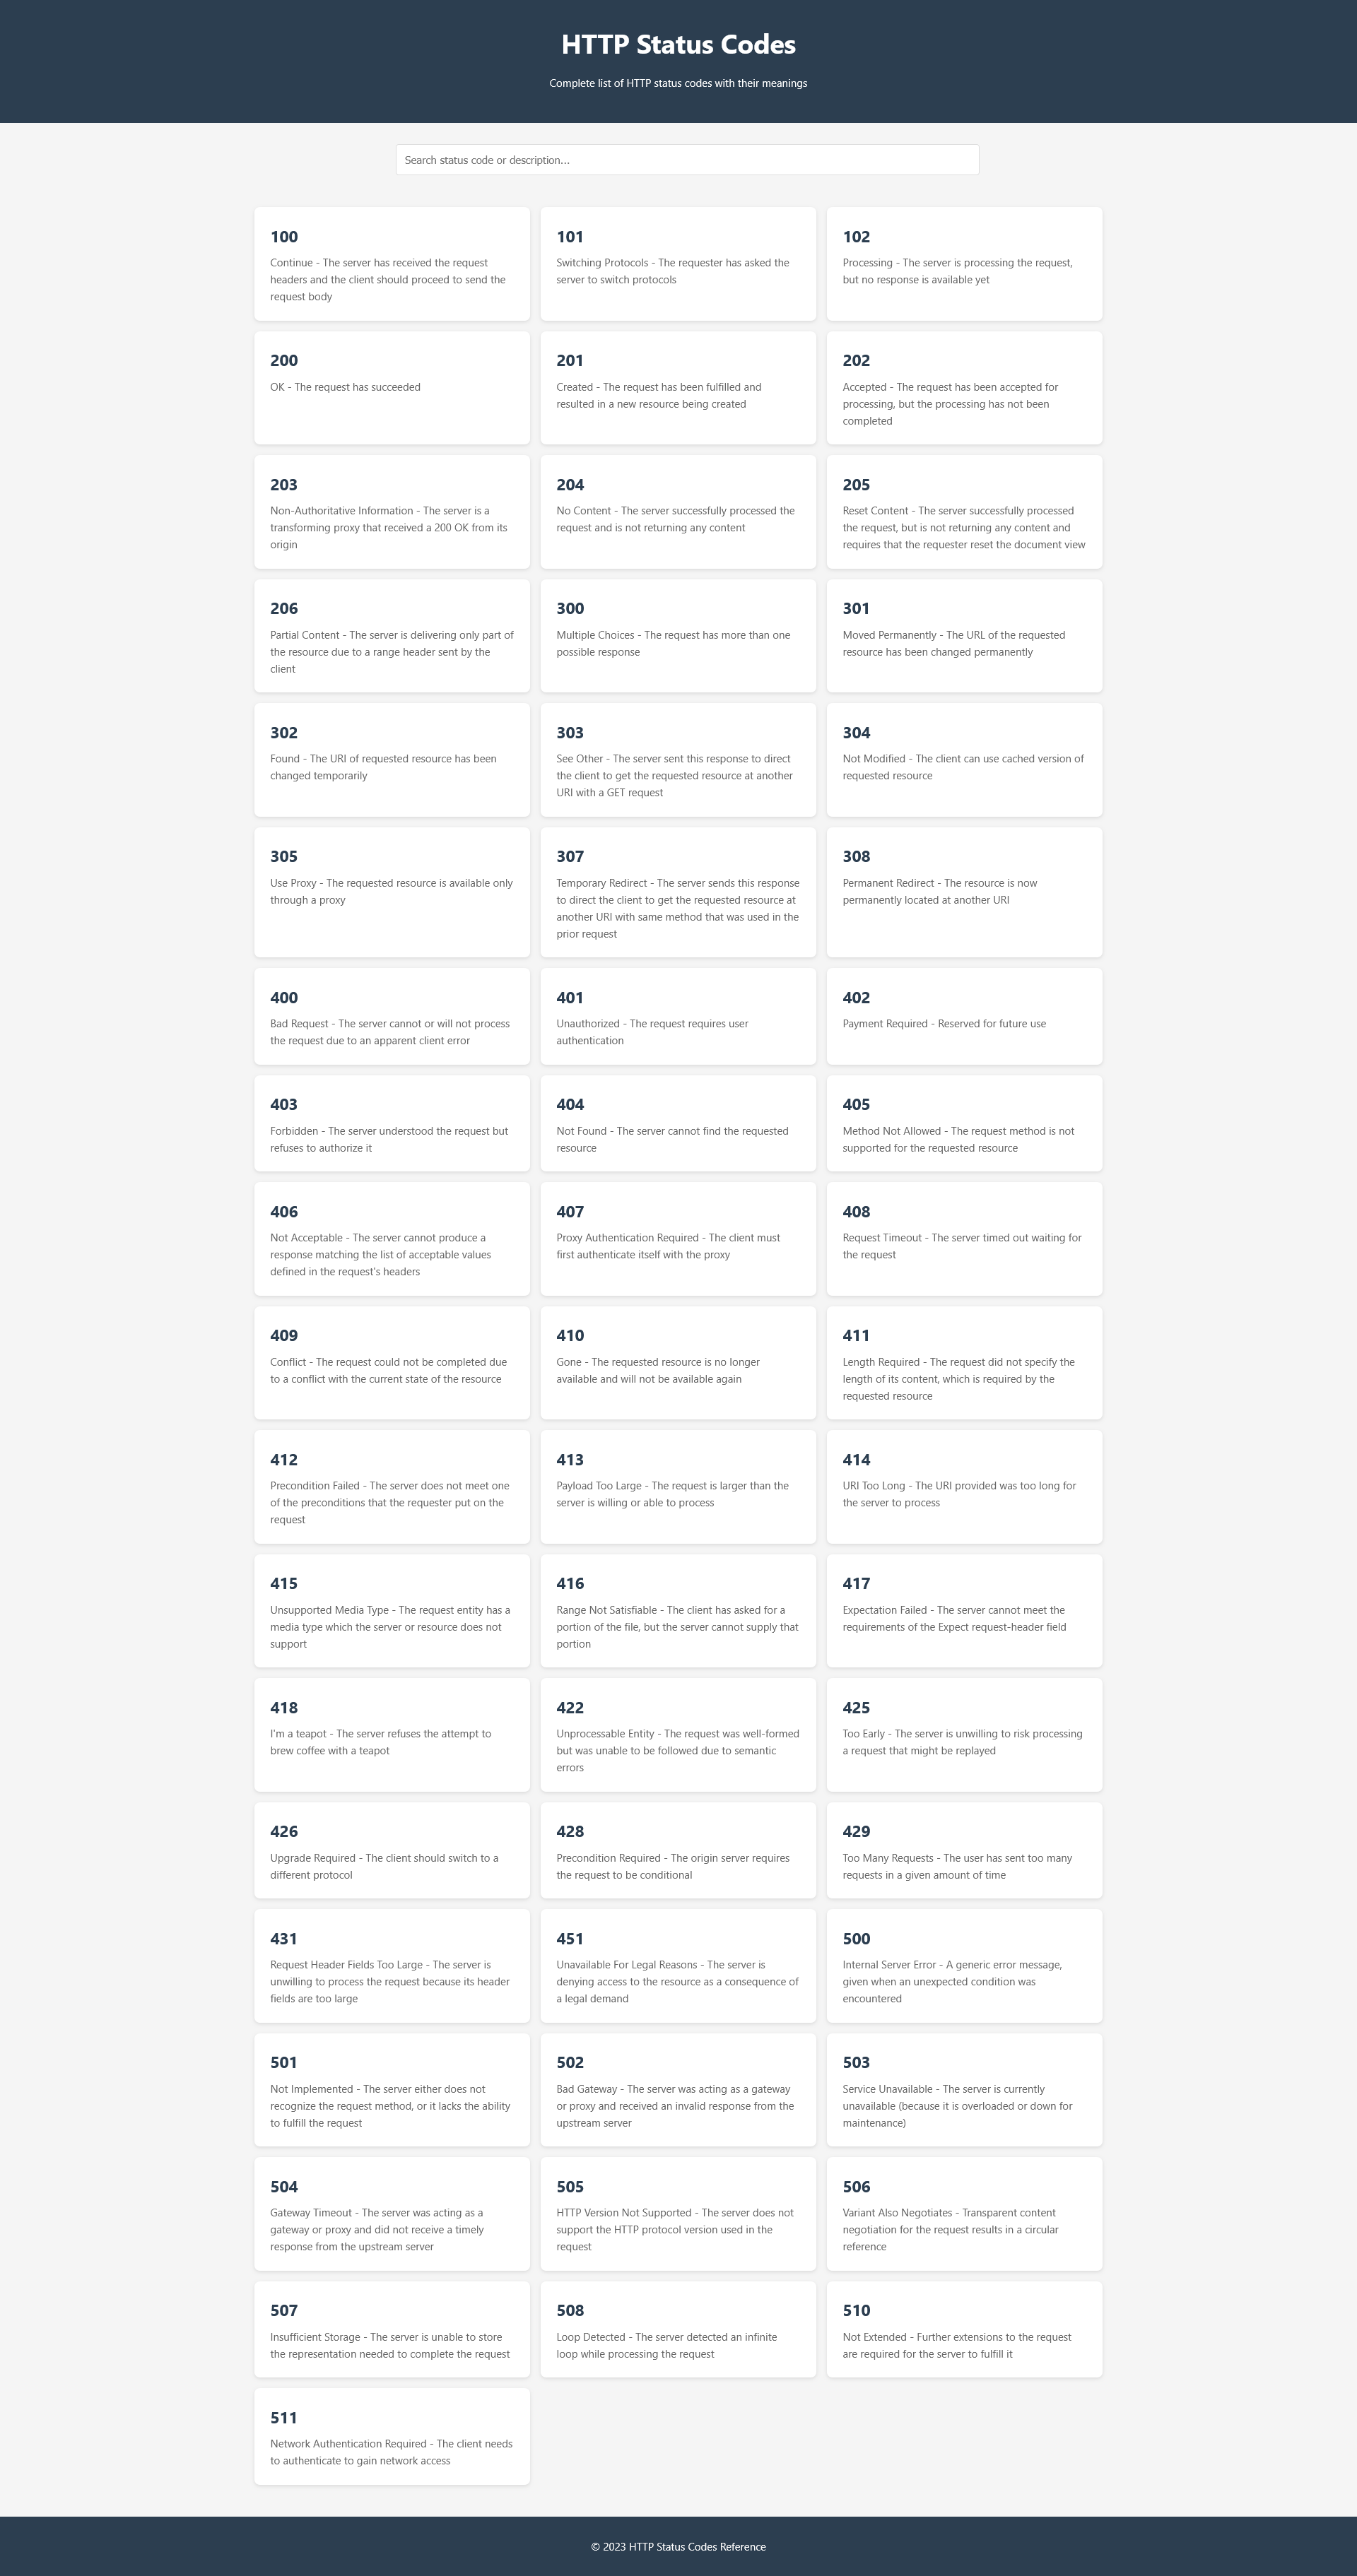 HTTP Status Codes
Complete list of HTTP status codes with their meanings
Search status code or description...
100
Continue - The server has received the request
headers and the client should proceed to send the
request body
101
Switching Protocols - The requester has asked the
server to switch protocols
102
Processing - The server is processing the request,
but no response is available yet
200
OK - The request has succeeded
201
Created - The request has been fulfilled and
resulted in a new resource being created
202
Accepted - The request has been accepted for
processing, but the processing has not been
completed
203
Non-Authoritative Information - The server is a
transforming proxy that received a 200 OK from its
origin
204
No Content - The server successfully processed the
request and is not returning any content
205
Reset Content - The server successfully processed
the request, but is not returning any content and
requires that the requester reset the document view
206
Partial Content - The server is delivering only part of
the resource due to a range header sent by the
client
300
Multiple Choices - The request has more than one
possible response
301
Moved Permanently - The URL of the requested
resource has been changed permanently
302
Found - The URI of requested resource has been
changed temporarily
303
See Other - The server sent this response to direct
the client to get the requested resource at another
URI with a GET request
304
Not Modified - The client can use cached version of
requested resource
305
Use Proxy - The requested resource is available only
through a proxy
307
Temporary Redirect - The server sends this response
to direct the client to get the requested resource at
another URI with same method that was used in the
prior request
308
Permanent Redirect - The resource is now
permanently located at another URI
400
Bad Request - The server cannot or will not process
the request due to an apparent client error
401
Unauthorized - The request requires user
authentication
402
Payment Required - Reserved for future use
403
Forbidden - The server understood the request but
refuses to authorize it
404
Not Found - The server cannot find the requested
resource
405
Method Not Allowed - The request method is not
supported for the requested resource
406
Not Acceptable - The server cannot produce a
response matching the list of acceptable values
defined in the request's headers
407
Proxy Authentication Required - The client must
first authenticate itself with the proxy
408
Request Timeout - The server timed out waiting for
the request
409
Conflict - The request could not be completed due
to a conflict with the current state of the resource
410
Gone - The requested resource is no longer
available and will not be available again
411
Length Required - The request did not specify the
length of its content, which is required by the
requested resource
412
Precondition Failed - The server does not meet one
of the preconditions that the requester put on the
request
413
Payload Too Large - The request is larger than the
server is willing or able to process
414
URI Too Long - The URI provided was too long for
the server to process
415
Unsupported Media Type - The request entity has a
media type which the server or resource does not
support
416
Range Not Satisfiable - The client has asked for a
portion of the file, but the server cannot supply that
portion
417
Expectation Failed - The server cannot meet the
requirements of the Expect request-header field
418
I'm a teapot - The server refuses the attempt to
brew coffee with a teapot
422
Unprocessable Entity - The request was well-formed
but was unable to be followed due to semantic
errors
425
Too Early - The server is unwilling to risk processing
a request that might be replayed
426
Upgrade Required - The client should switch to a
different protocol
428
Precondition Required - The origin server requires
the request to be conditional
429
Too Many Requests - The user has sent too many
requests in a given amount of time
431
Request Header Fields Too Large - The server is
unwilling to process the request because its header
fields are too large
451
Unavailable For Legal Reasons - The server is
denying access to the resource as a consequence of
a legal demand
500
Internal Server Error - A generic error message,
given when an unexpected condition was
encountered
501
Not Implemented - The server either does not
recognize the request method, or it lacks the ability
to fulfill the request
502
Bad Gateway - The server was acting as a gateway
or proxy and received an invalid response from the
upstream server
503
Service Unavailable - The server is currently
unavailable (because it is overloaded or down for
maintenance)
504
Gateway Timeout - The server was acting as a
gateway or proxy and did not receive a timely
response from the upstream server
505
HTTP Version Not Supported - The server does not
support the HTTP protocol version used in the
request
506
Variant Also Negotiates - Transparent content
negotiation for the request results in a circular
reference
507
Insufficient Storage - The server is unable to store
the representation needed to complete the request
508
Loop Detected - The server detected an infinite
loop while processing the request
510
Not Extended - Further extensions to the request
are required for the server to fulfill it
511
Network Authentication Required - The client needs
to authenticate to gain network access
© 2023 HTTP Status Codes Reference